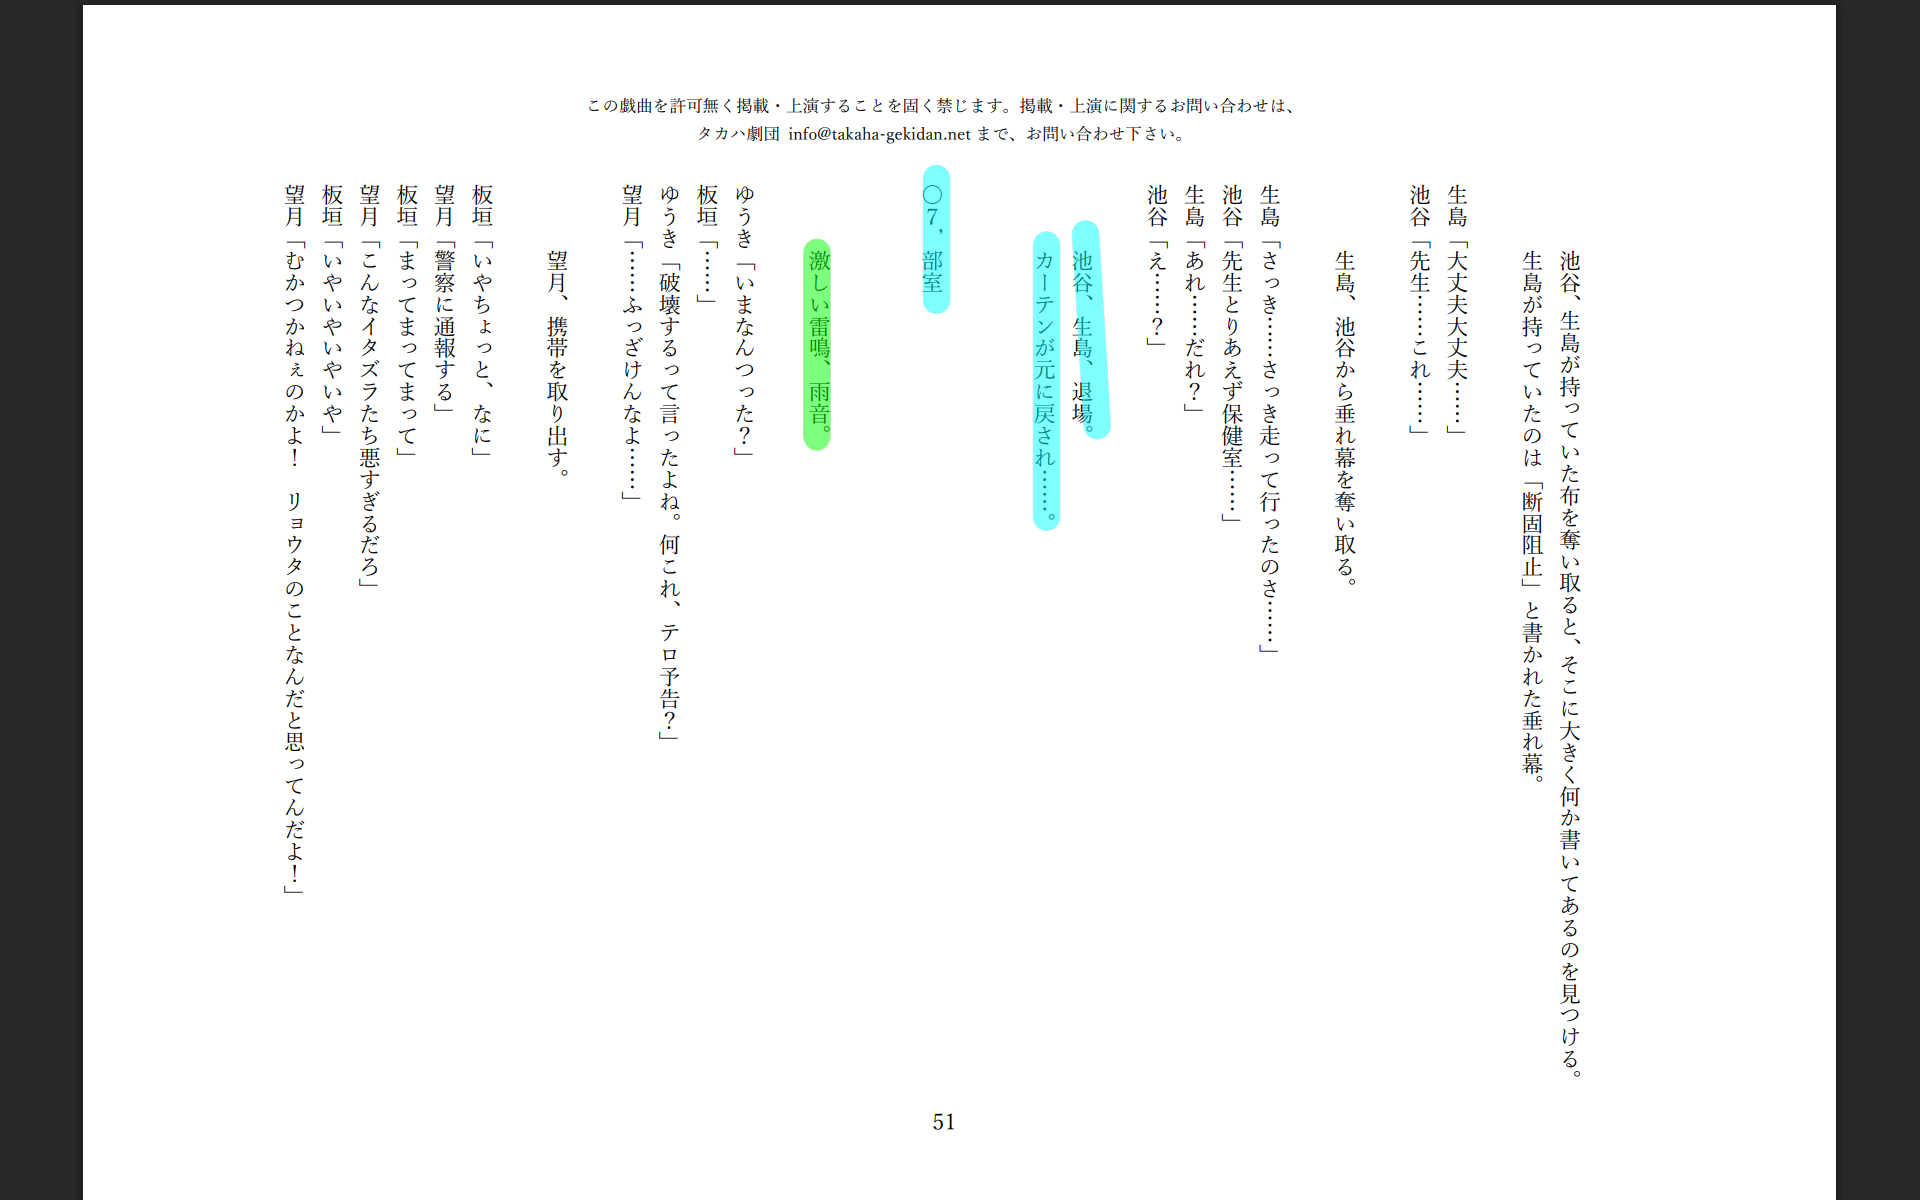 この戯曲を許可無く掲載・上演することを固く禁じます。掲載・上演に関するお問い合わせは、
タカハ劇団 info@takaha-gekidan.net まで、お問い合わせ下さい。
池谷、生島が持っていた布を奪い取ると、そこに大きく何か書いてあるのを見つける。
生島が持っていたのは「断固阻止」と書かれた垂れ幕。
生島「大丈夫大丈夫……」
池谷「先生……これ……」
生島、池谷から垂れ幕を奪い取る。
生島「さっき……さっき走って行ったのさ……」
池谷「先生とりあえず保健室……」
生島「あれ……だれ？」
池谷「え……？」
池谷、生島、退場。
カーテンが元に戻され……。
〇7，部室
激しい雷鳴、雨音。
ゆうき「いまなんつった？」
板垣「……」
ゆうき「破壊するって言ったよね。何これ、テロ予告？」
望月「……ふっざけんなよ……」
望月、携帯を取り出す。
板垣「いやちょっと、なに」
望月「警察に通報する」
板垣「まってまってまって」
望月「こんなイタズラたち悪すぎるだろ」
板垣「いやいやいやいや」
望月「むかつかねぇのかよ！　リョウタのことなんだと思ってんだよ！」
51